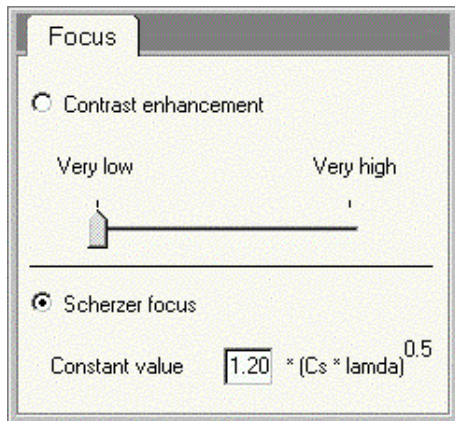 Focus
Contrast enhancement
Very low Very high
Scherzer focus
Constant value 1.20 * (Cs * lamda)^0.5